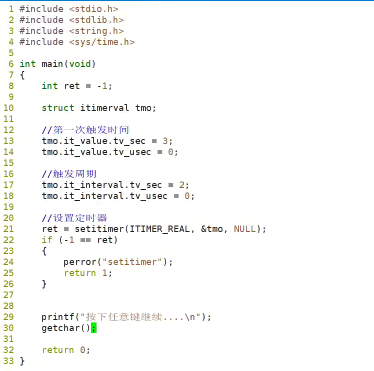 1 #include <stdio.h>
2 #include <stdlib.h>
3 #include <string.h>
4 #include <sys/time.h>
5
6 int main(void)
7 {
8     int ret = -1;
9
10     struct itimerval tmo;
11
12     //第一次触发时间
13     tmo.it_value.tv_sec = 3;
14     tmo.it_value.tv_usec = 0;
15
16     //触发周期
17     tmo.it_interval.tv_sec = 2;
18     tmo.it_interval.tv_usec = 0;
19
20     //设置定时器
21     ret = setitimer(ITIMER_REAL, &tmo, NULL);
22     if (-1 == ret)
23     {
24         perror("setitimer");
25         return 1;
26     }
27
28
29     printf("按下任意键继续....\n");
30     getchar();
31
32     return 0;
33 }